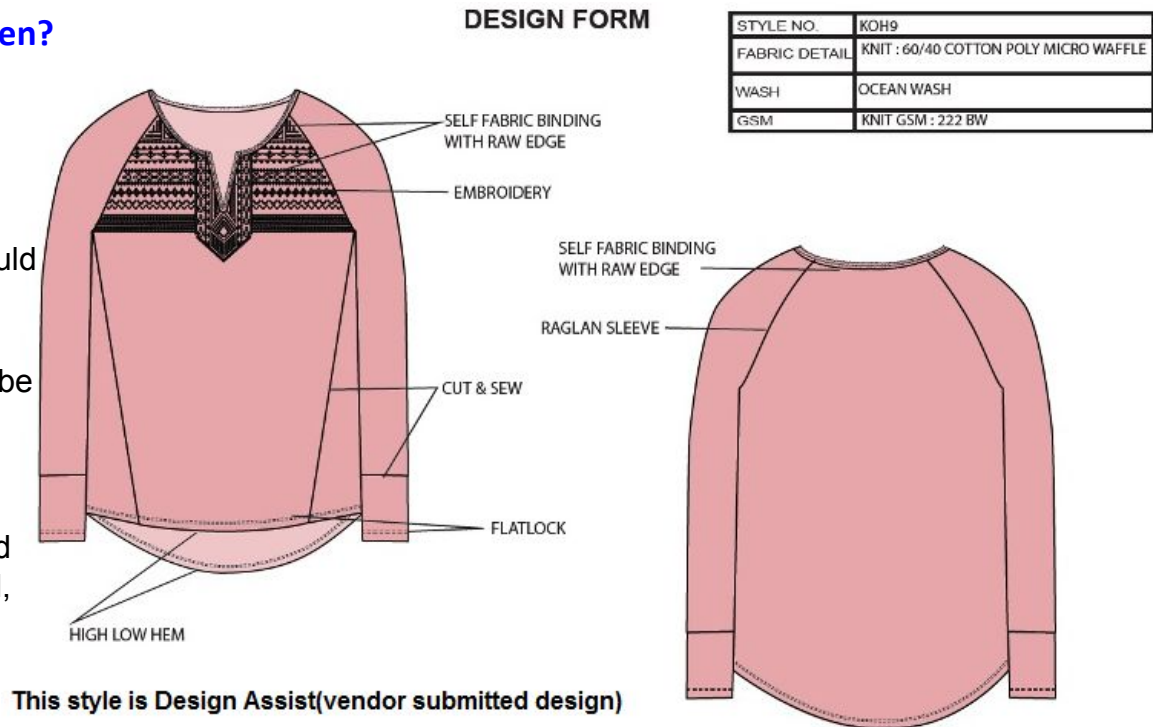 DESIGN FORM
en?
STYLE NO. KOH9
FABRIC DETAIL KNIT : 60/40 COTTON POLY MICRO WAFFLE
WASH OCEAN WASH
GSM KNIT GSM : 222 BW
SELF FABRIC BINDING
WITH RAW EDGE
EMBROIDERY
uld
SELF FABRIC BINDING
WITH RAW EDGE
RAGLAN SLEEVE
be
CUT & SEW
FLATLOCK
d
,
HIGH LOW HEM
This style is Design Assist(vendor submitted design)